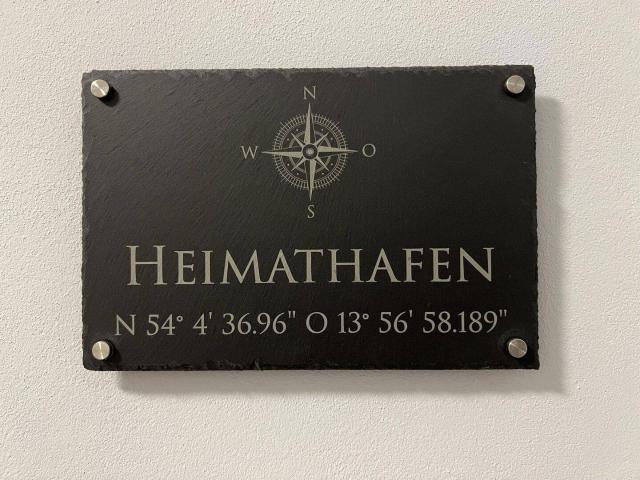 N
W O
S
HEIMATHAFEN
N 54° 4' 36.96" O 13° 56' 58.189"